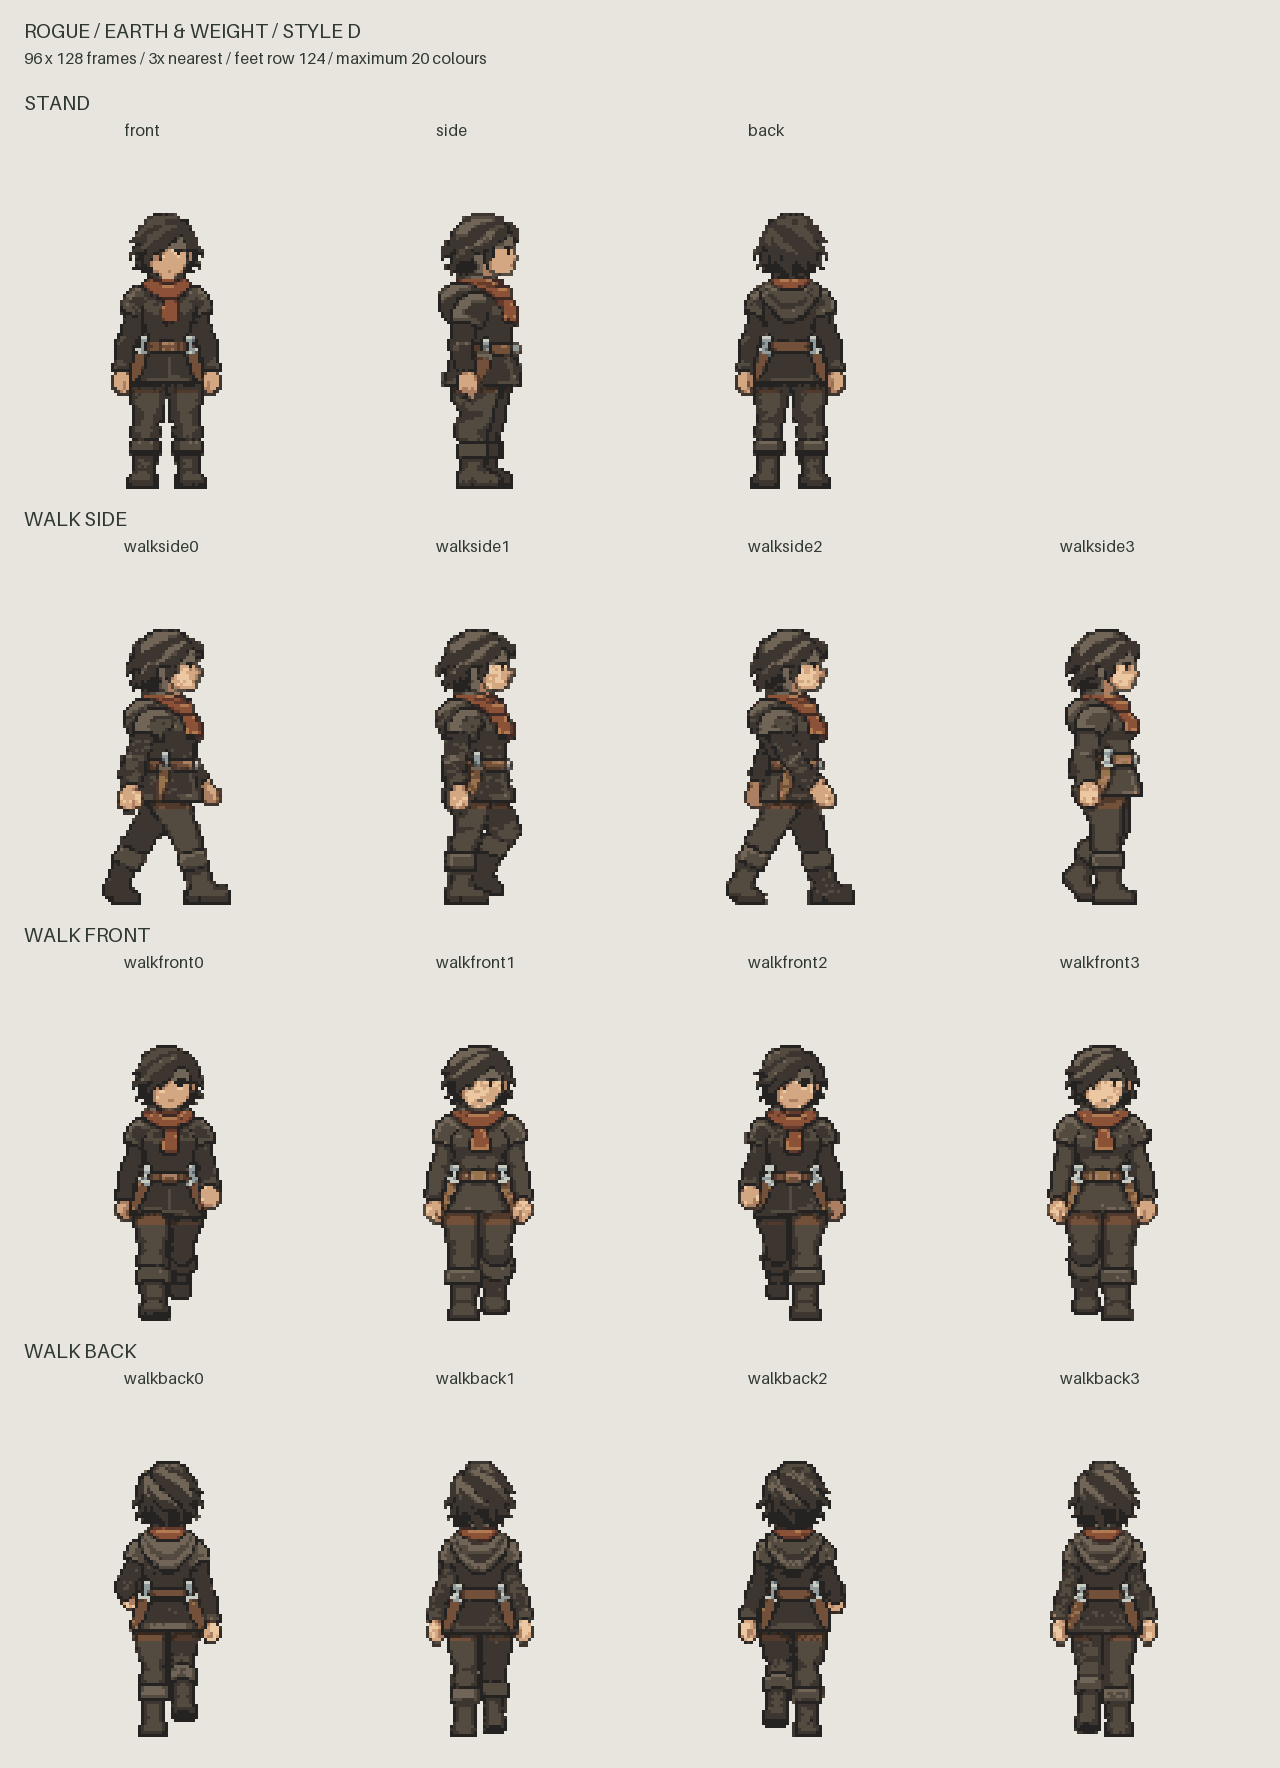 ROGUE / EARTH & WEIGHT / STYLE D
96 x 128 frames / 3x nearest / feet row 124 / maximum 20 colours
STAND
front side back
WALK SIDE
walkside0 walkside1 walkside2 walkside3
WALK FRONT
walkfront0 walkfront1 walkfront2 walkfront3
WALK BACK
walkback0 walkback1 walkback2 walkback3